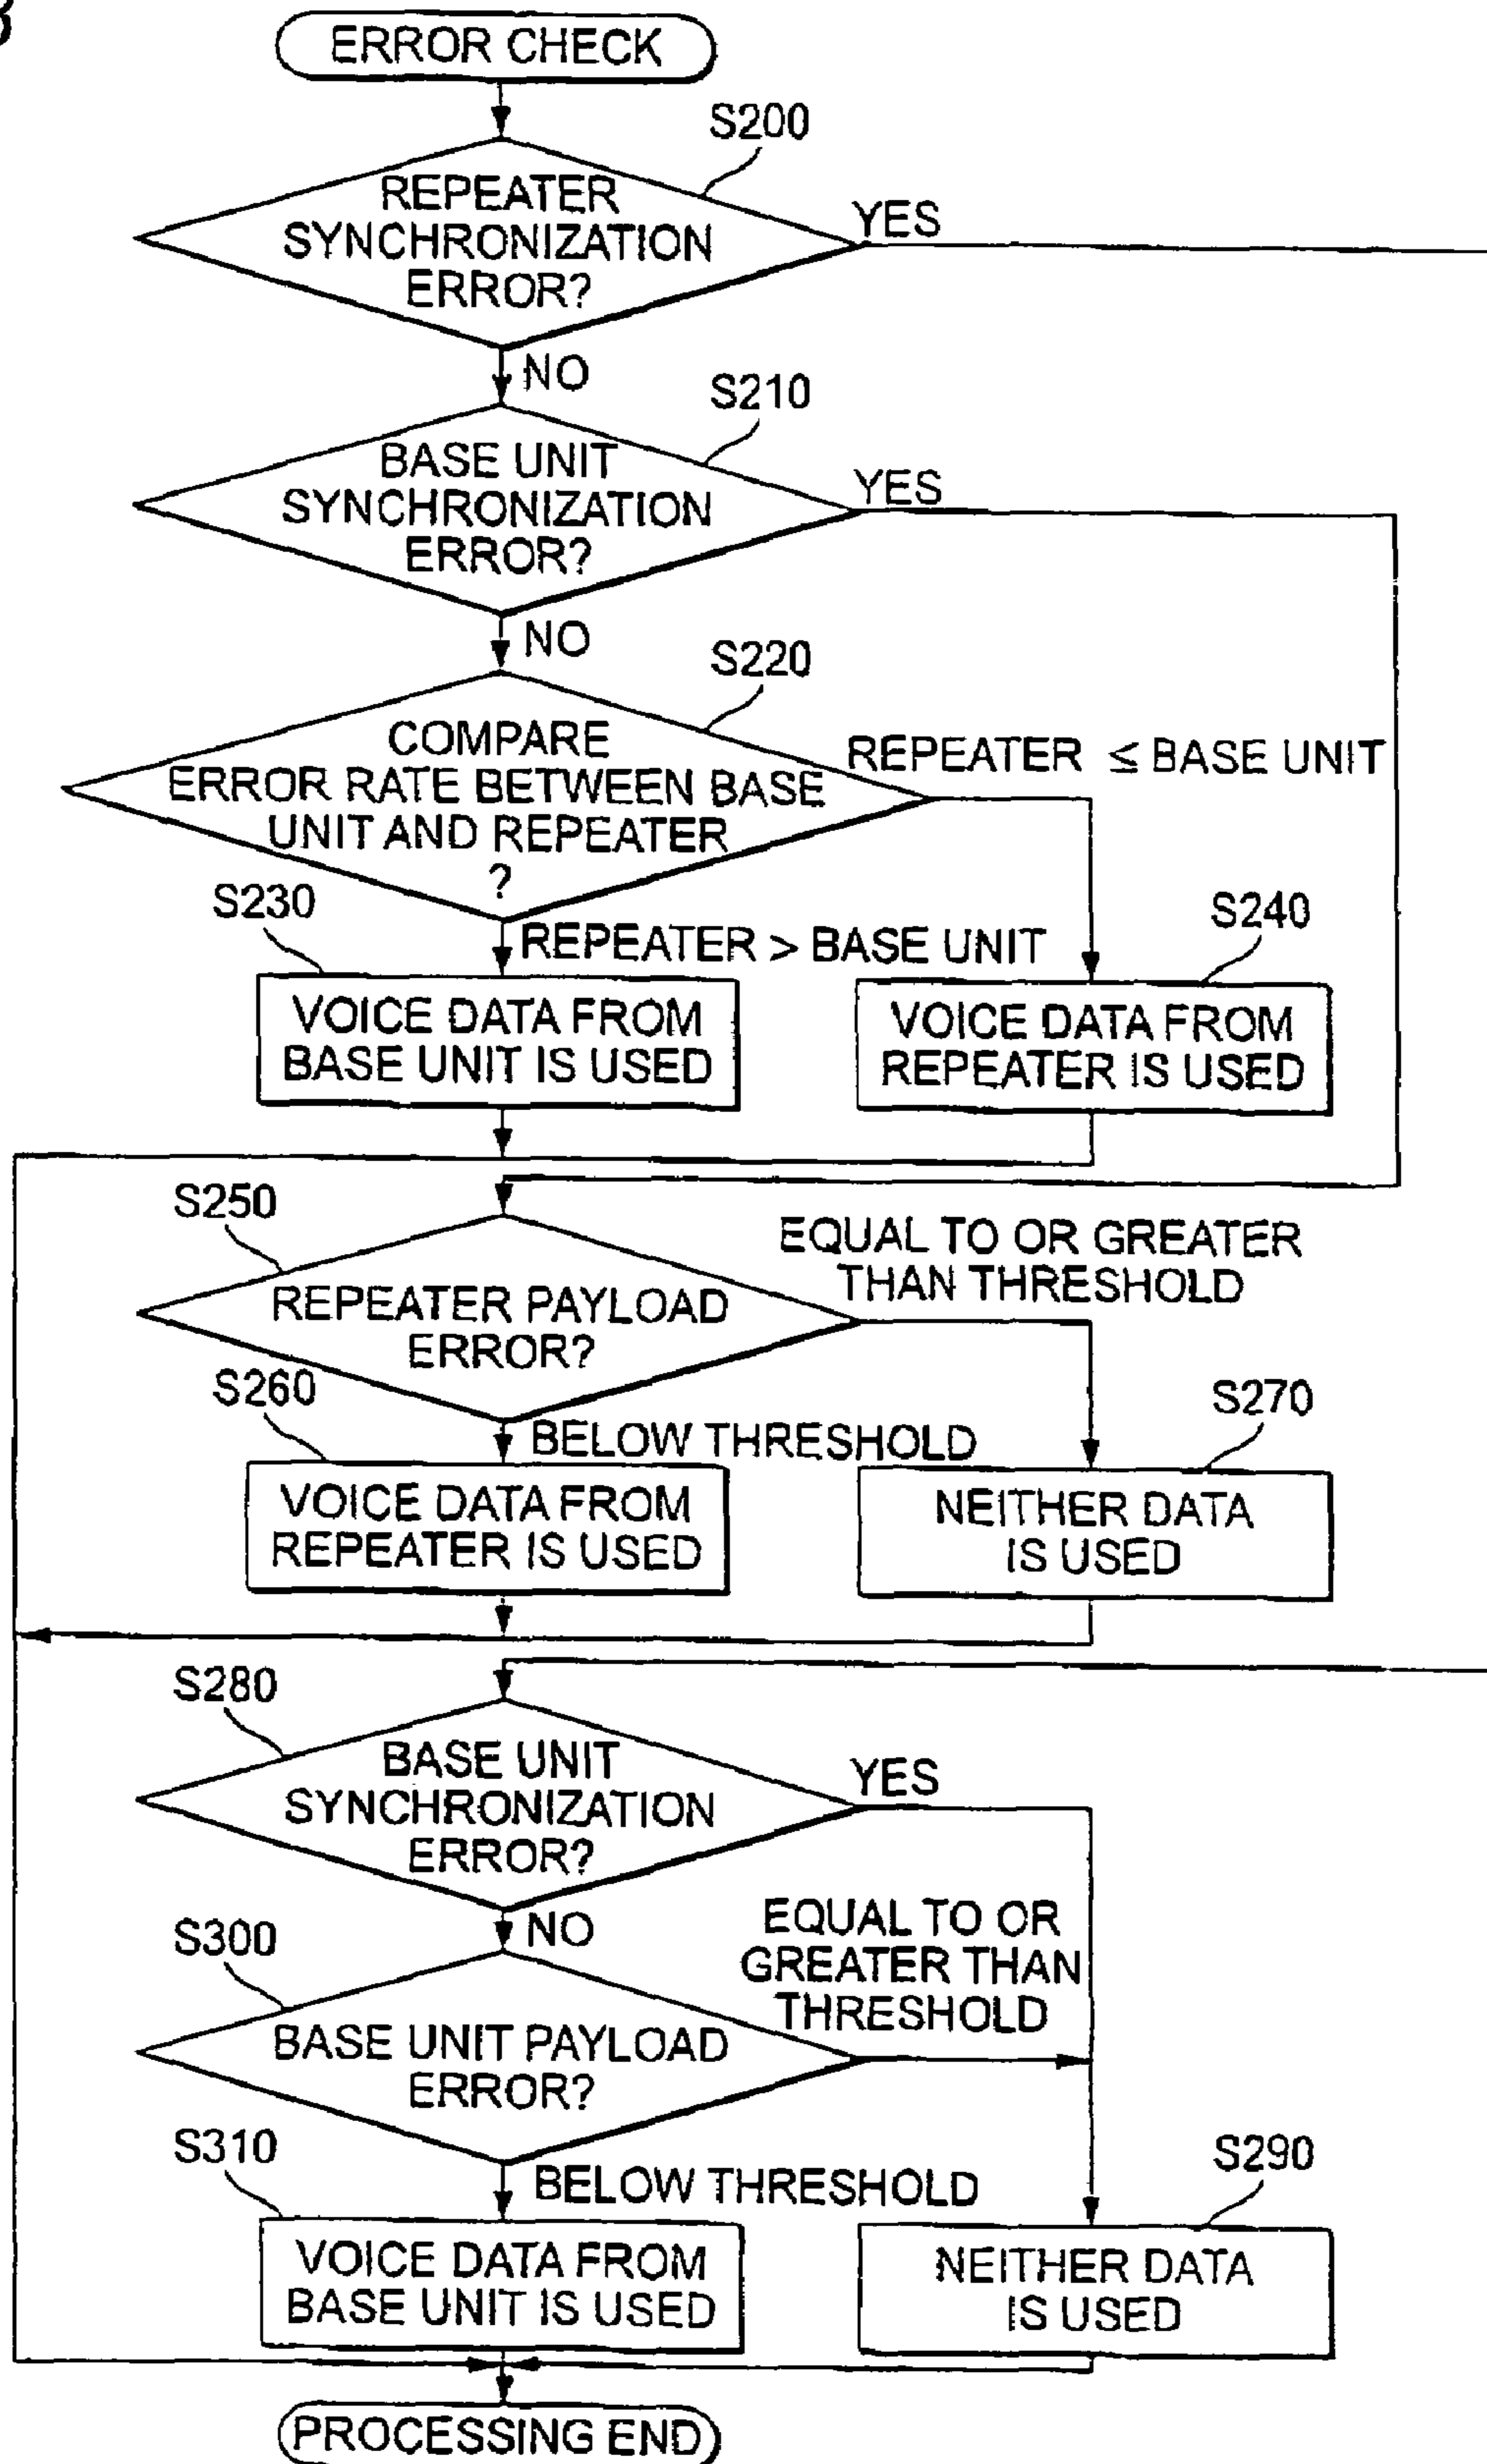 ERROR CHECK
S200
REPEATER
SYNCHRONIZATION
ERROR?
YES
NO
S210
BASE UNIT
SYNCHRONIZATION
ERROR?
YES
NO
S220
COMPARE
ERROR RATE BETWEEN BASE
UNIT AND REPEATER
?
REPEATER ≤ BASE UNIT
S230
REPEATER > BASE UNIT
S240
VOICE DATA FROM
BASE UNIT IS USED
VOICE DATA FROM
REPEATER IS USED
S250
REPEATER PAYLOAD
ERROR?
EQUAL TO OR GREATER
THAN THRESHOLD
S260
BELOW THRESHOLD
S270
VOICE DATA FROM
REPEATER IS USED
NEITHER DATA
IS USED
S280
BASE UNIT
SYNCHRONIZATION
ERROR?
YES
NO
S300
BASE UNIT PAYLOAD
ERROR?
EQUAL TO OR
GREATER THAN
THRESHOLD
S310
BELOW THRESHOLD
S290
VOICE DATA FROM
BASE UNIT IS USED
NEITHER DATA
IS USED
PROCESSING END